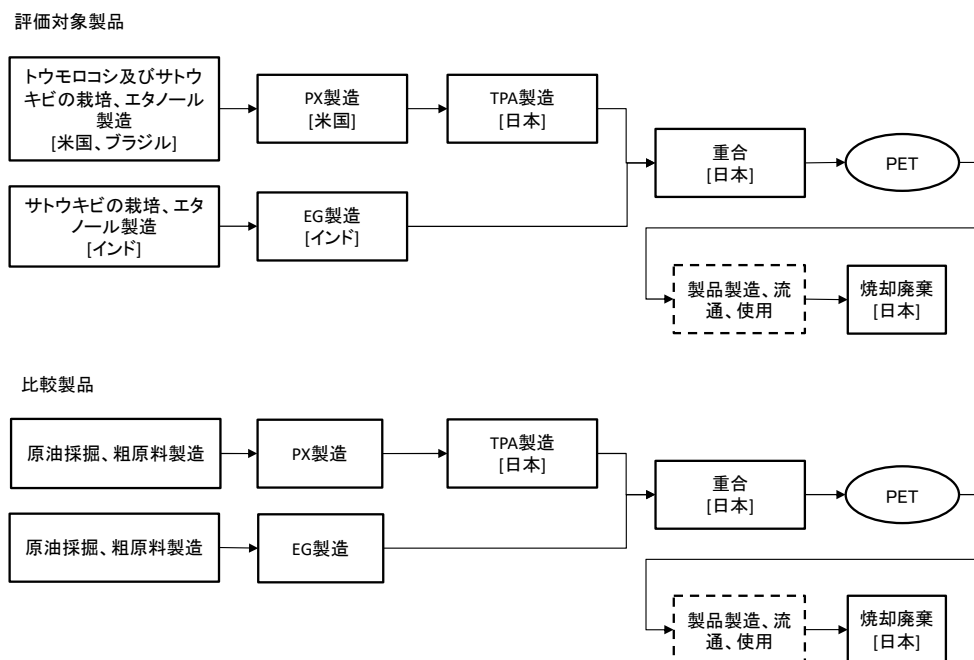 評価対象製品
トウモロコシ及びサトウ
キビの栽培、エタノール
製造
[米国、ブラジル]
PX製造
[米国]
TPA製造
[日本]
重合
[日本]
PET
サトウキビの栽培、エタ
ノール製造
[インド]
EG製造
[インド]
製品製造、流
通、使用
焼却廃棄
[日本]
比較製品
原油採掘、粗原料製造
PX製造
TPA製造
[日本]
重合
[日本]
PET
原油採掘、粗原料製造
EG製造
製品製造、流
通、使用
焼却廃棄
[日本]